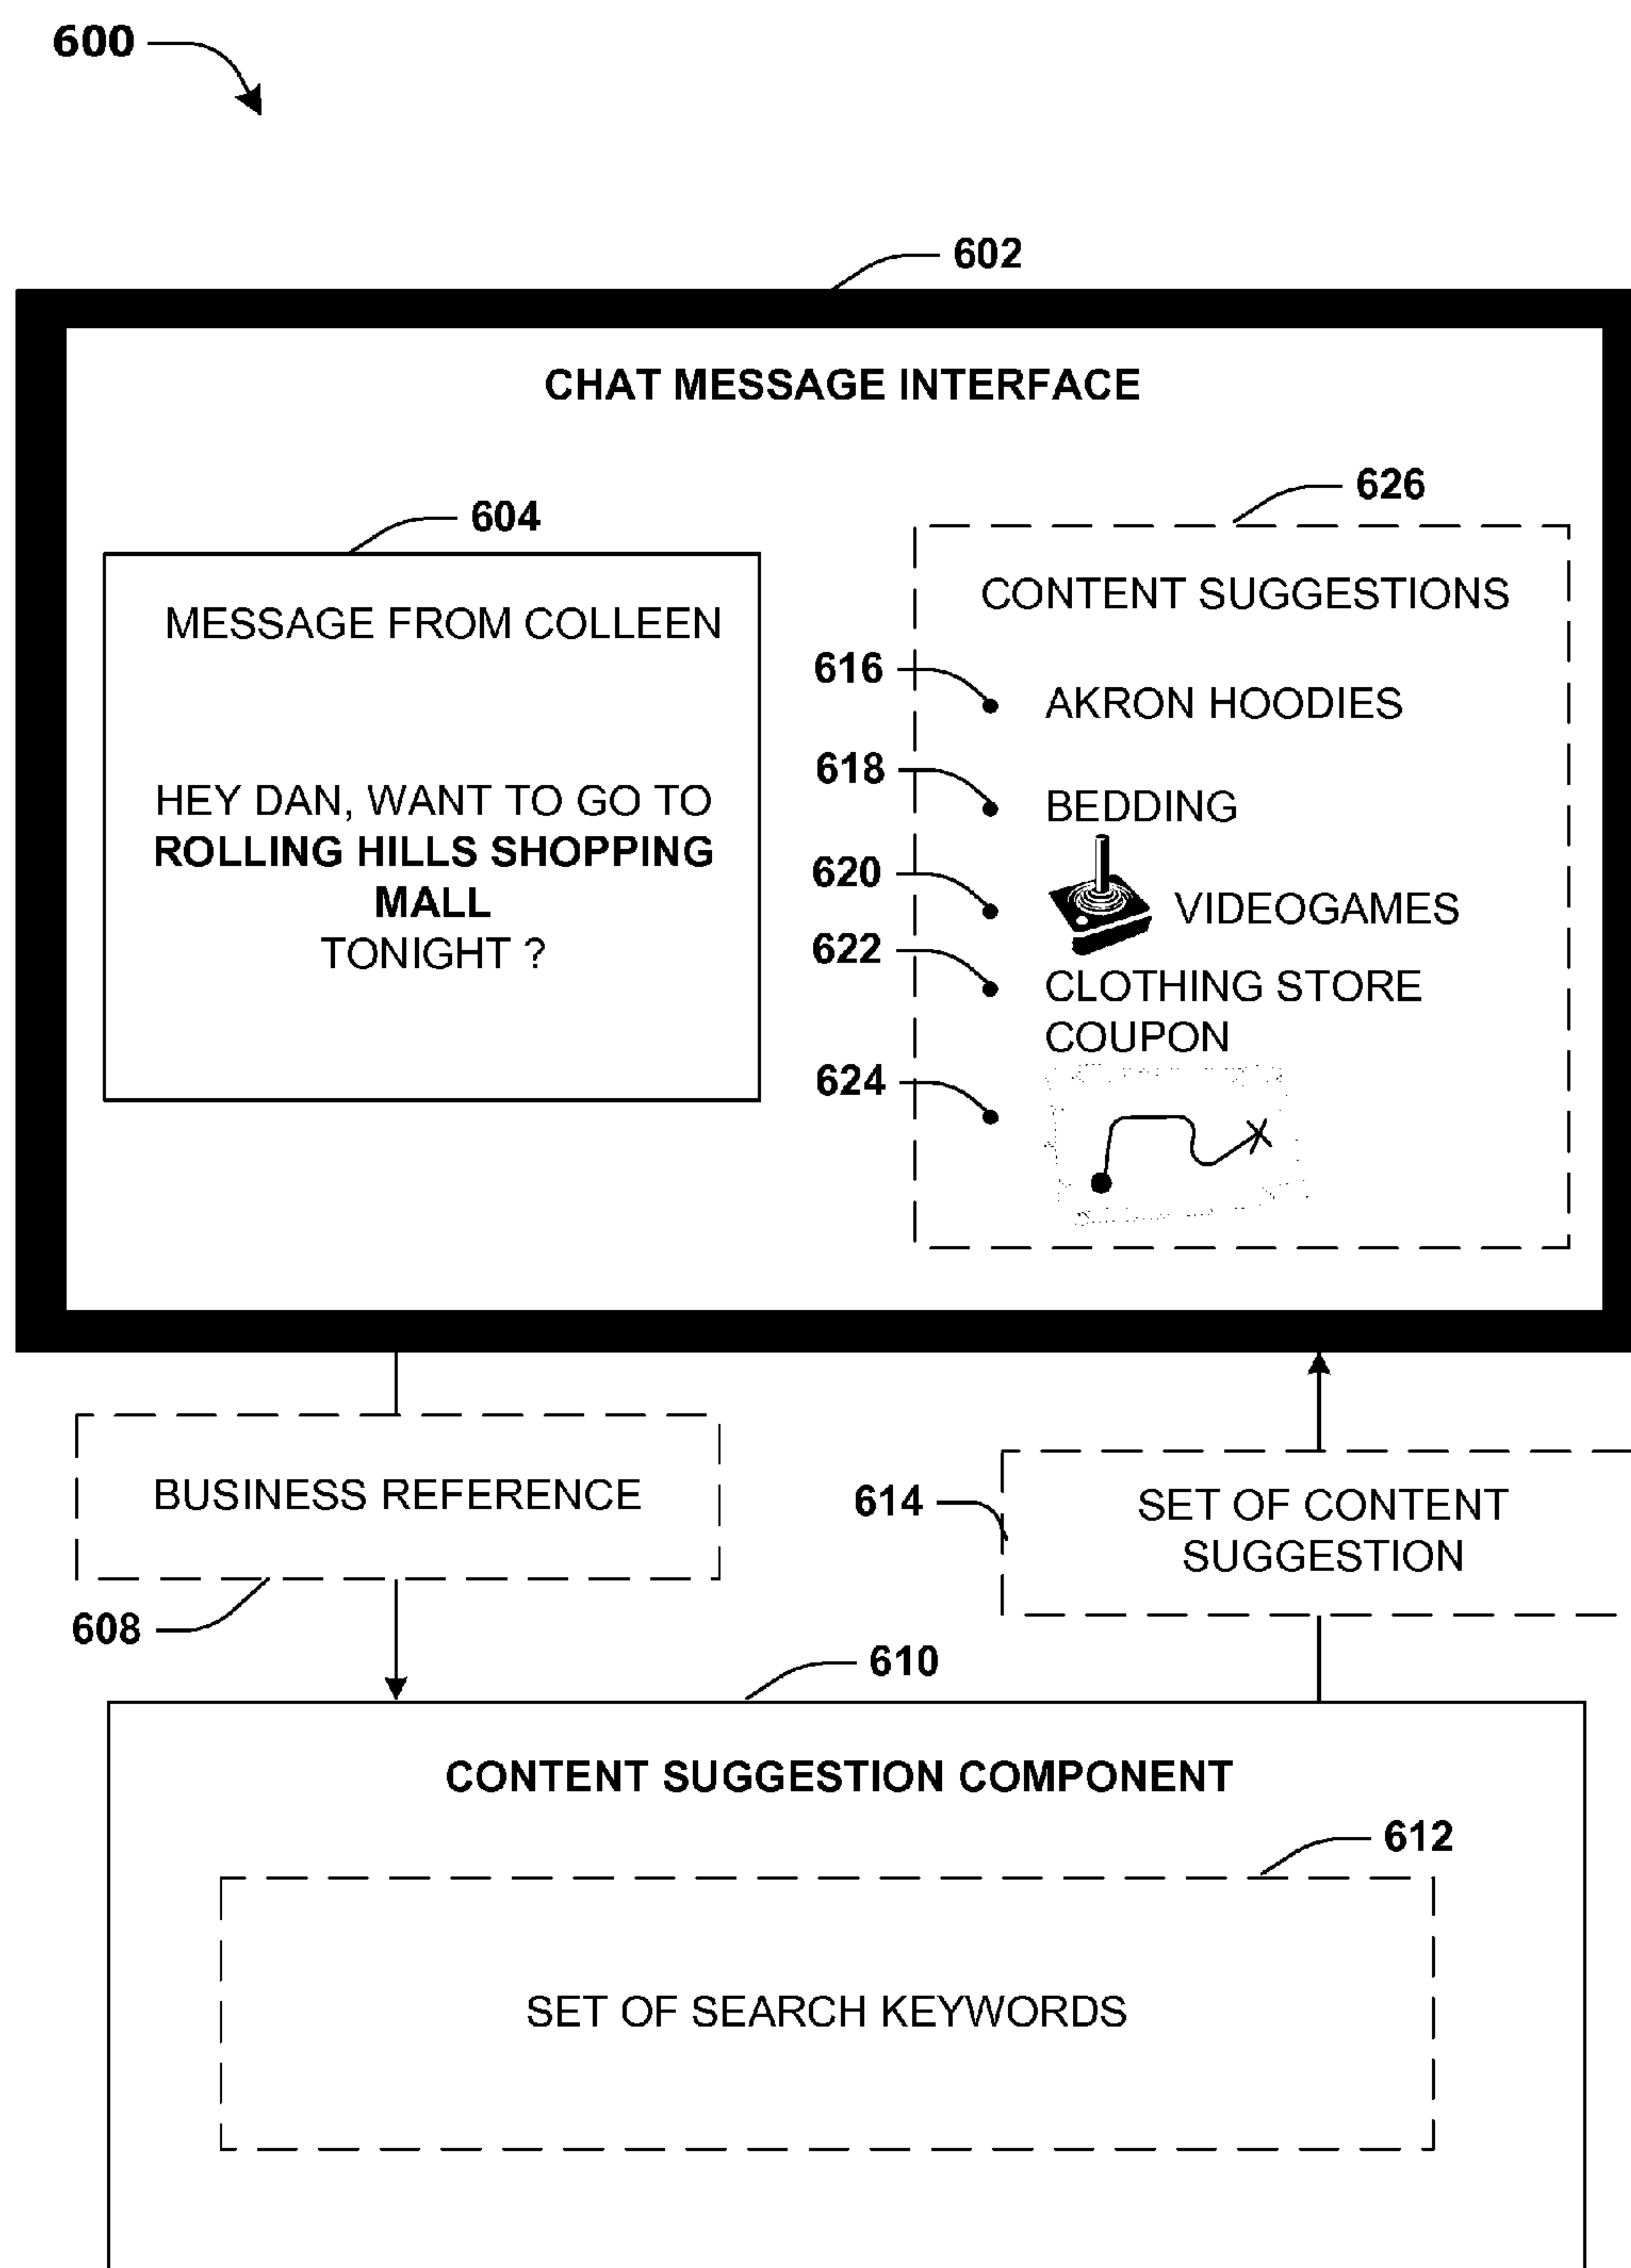 600
602
CHAT MESSAGE INTERFACE
604
MESSAGE FROM COLLEEN
HEY DAN, WANT TO GO TO
ROLLING HILLS SHOPPING
MALL
TONIGHT ?
626
CONTENT SUGGESTIONS
616
AKRON HOODIES
618
BEDDING
620
VIDEOGAMES
622
CLOTHING STORE
COUPON
624
BUSINESS REFERENCE
608
614
SET OF CONTENT
SUGGESTION
610
CONTENT SUGGESTION COMPONENT
612
SET OF SEARCH KEYWORDS